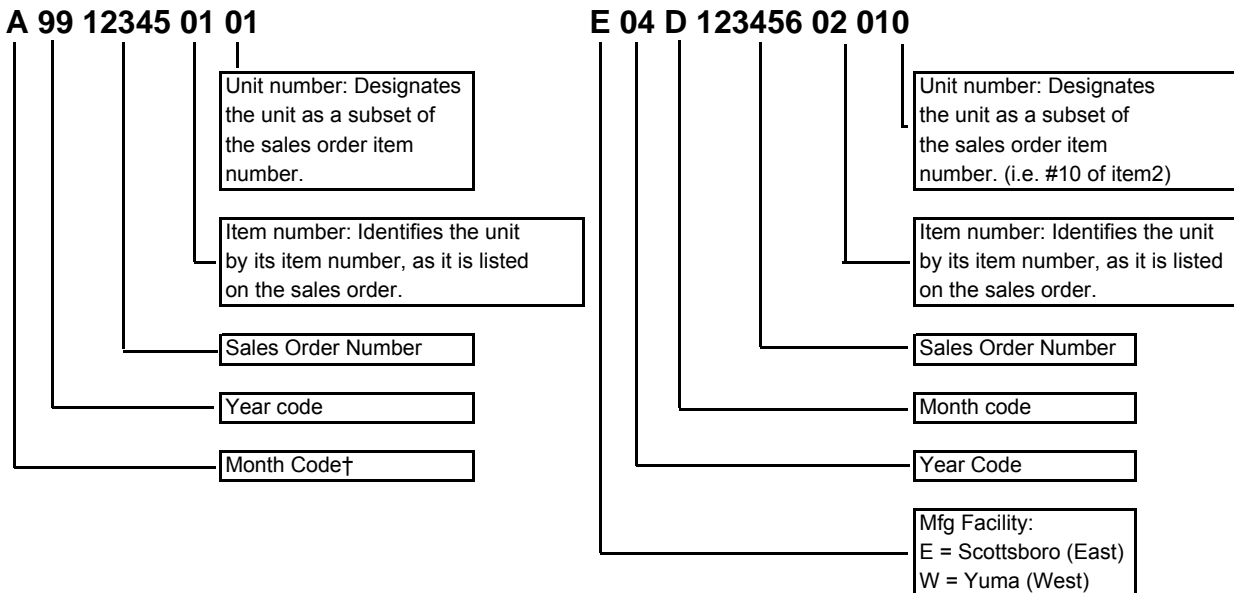 A 99 12345 01 01
Unit number: Designates
the unit as a subset of
the sales order item
number.
Item number: Identifies the unit
by its item number, as it is listed
on the sales order.
Sales Order Number
Year code
Month Code†
E 04 D 123456 02 010
Unit number: Designates
the unit as a subset of
the sales order item
number. (i.e. #10 of item2)
Item number: Identifies the unit
by its item number, as it is listed
on the sales order.
Sales Order Number
Month code
Year Code
Mfg Facility:
E = Scottsboro (East)
W = Yuma (West)